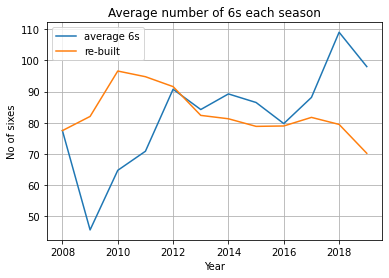 Average number of 6s each season
average 6s
re-built
No of sixes
110
100
90
80
70
60
50
2008
2010
2012
2014
2016
2018
Year